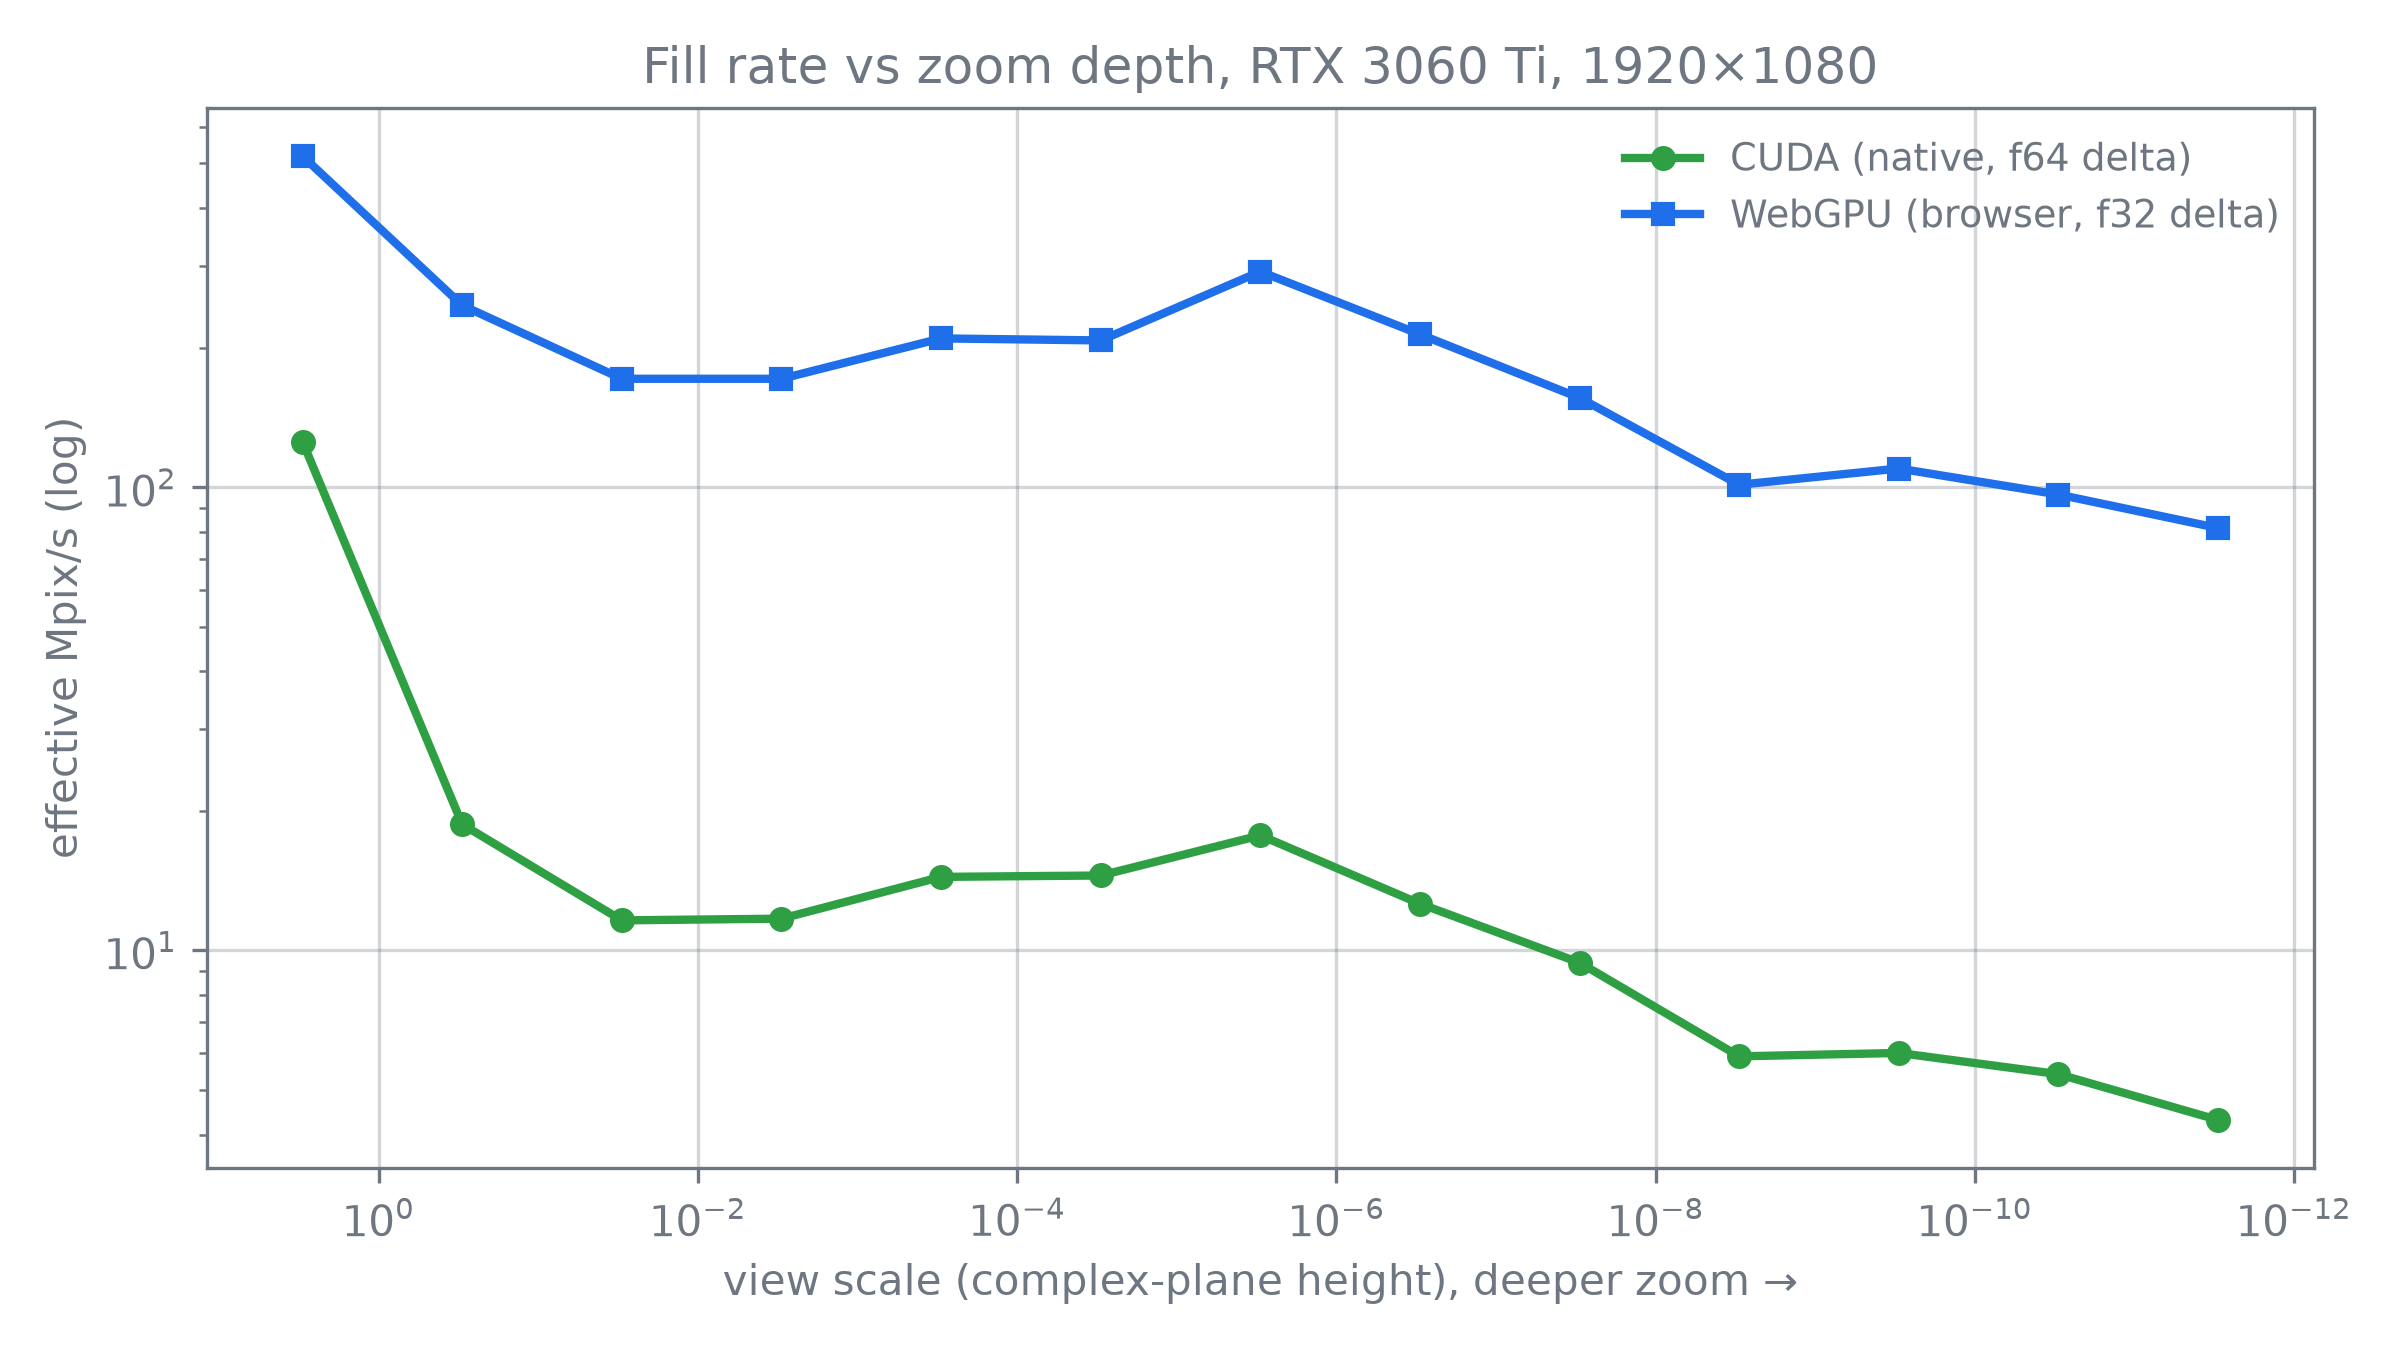 Fill rate vs zoom depth, RTX 3060 Ti, 1920×1080
CUDA (native, f64 delta)
WebGPU (browser, f32 delta)
effective Mpix/s (log)
10²
10¹
10⁰ 10⁻² 10⁻⁴ 10⁻⁶ 10⁻⁸ 10⁻¹⁰ 10⁻¹²
view scale (complex-plane height), deeper zoom →